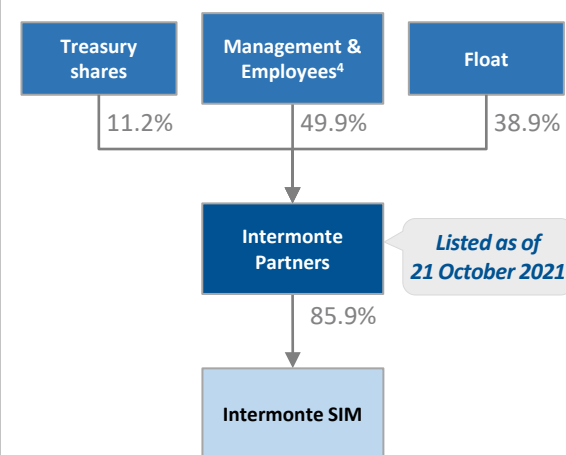 Treasury
shares
Management &
Employees⁴
Float
11.2%
49.9%
38.9%
Intermonte
Partners
Listed as of
21 October 2021
85.9%
Intermonte SIM